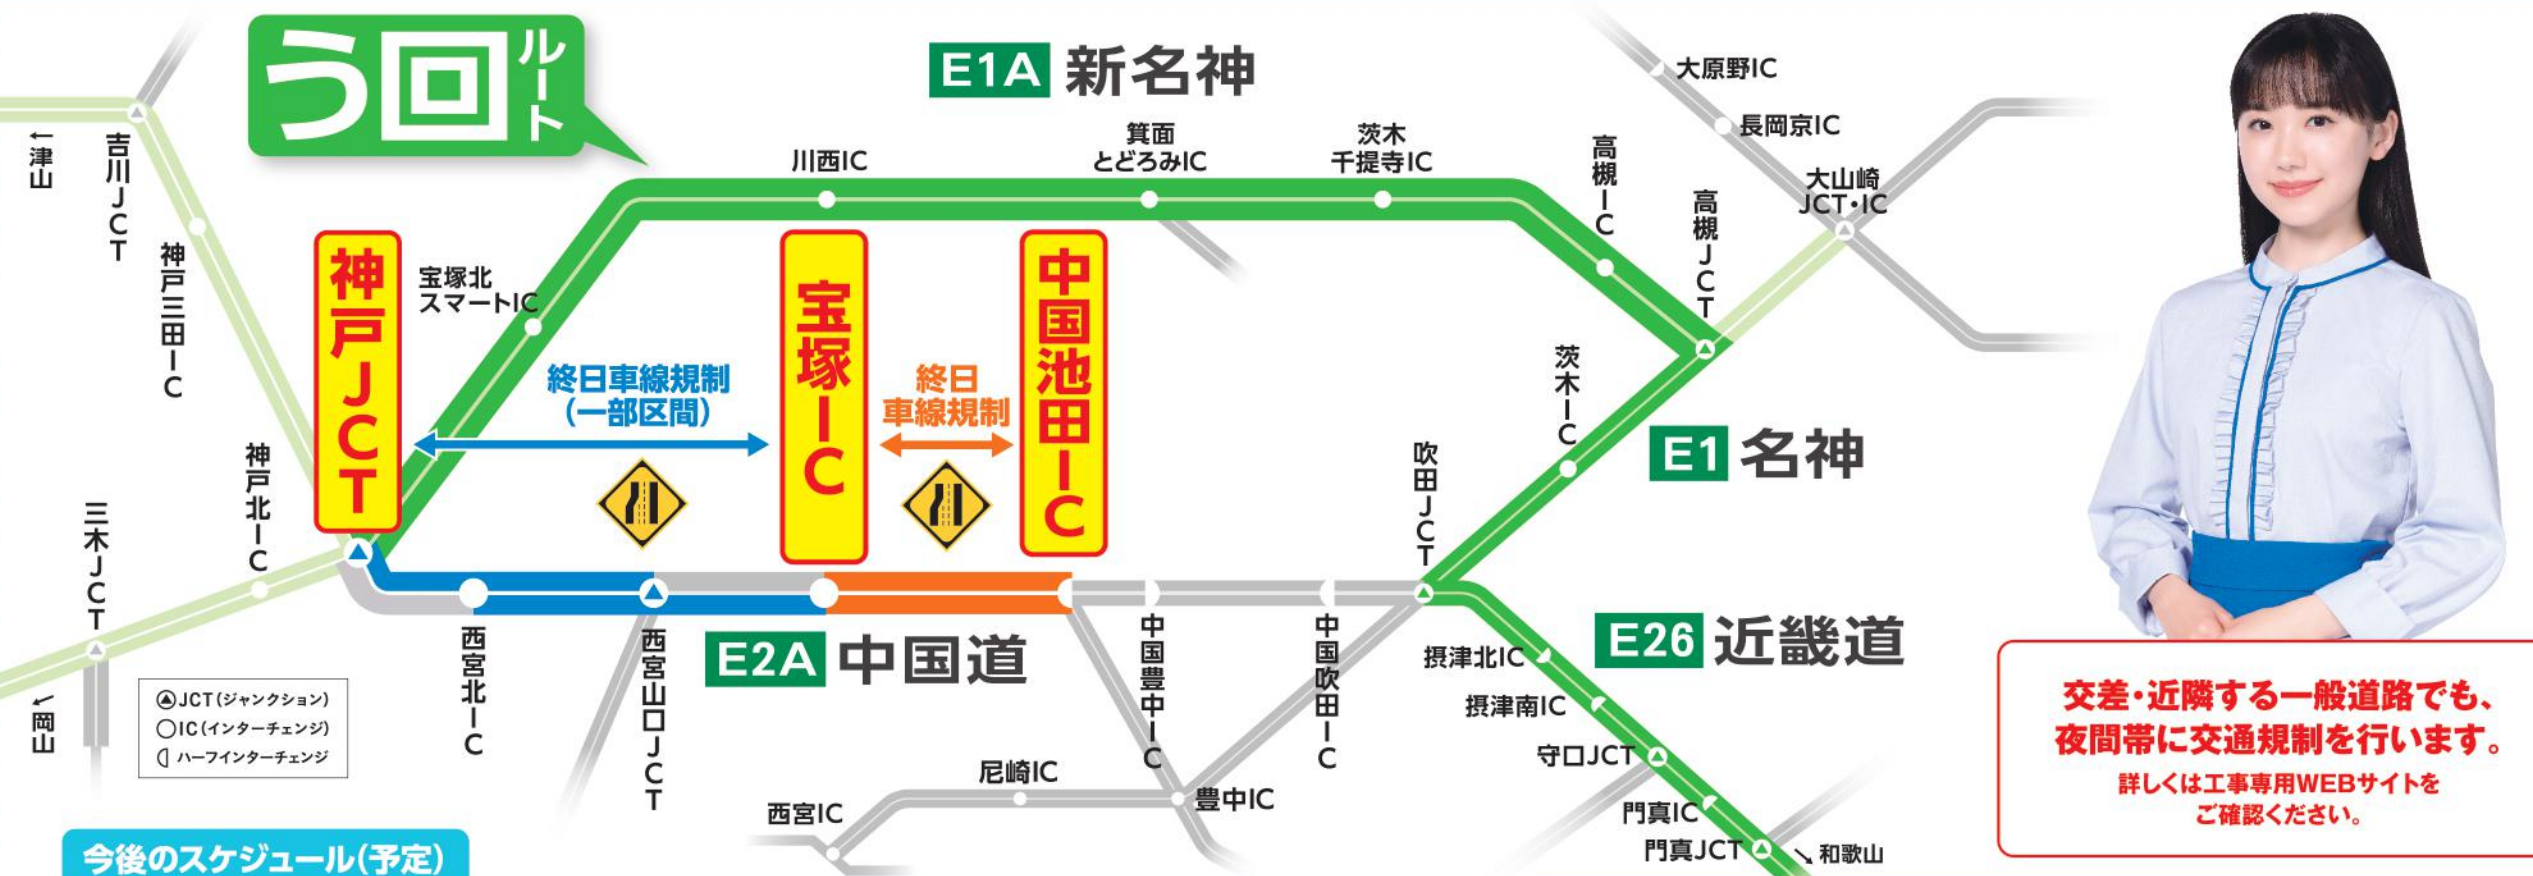 う回
ルート
E1A 新名神
大原野IC
長岡京IC
大山崎
JCT・IC
←津山
吉川JCT
神戸三田IC
川西IC
箕面
とどろみIC
茨木
千提寺IC
高槻IC
高槻JCT
神戸JCT
宝塚北
スマートIC
宝塚IC
中国池田IC
終日車線規制
(一部区間)
終日
車線規制
茨木IC
E1 名神
吹田JCT
神戸北IC
三木JCT
←岡山
西宮北IC
西宮山口JCT
E2A 中国道
中国豊中IC
中国吹田IC
E26 近畿道
摂津北IC
摂津南IC
守口JCT
門真IC
門真JCT
↘和歌山
尼崎IC
西宮IC
豊中IC
JCT(ジャンクション)
IC(インターチェンジ)
ハーフインターチェンジ
交差・近隣する一般道路でも、
夜間帯に交通規制を行います。
詳しくは工事専用WEBサイトを
ご確認ください。
今後のスケジュール(予定)